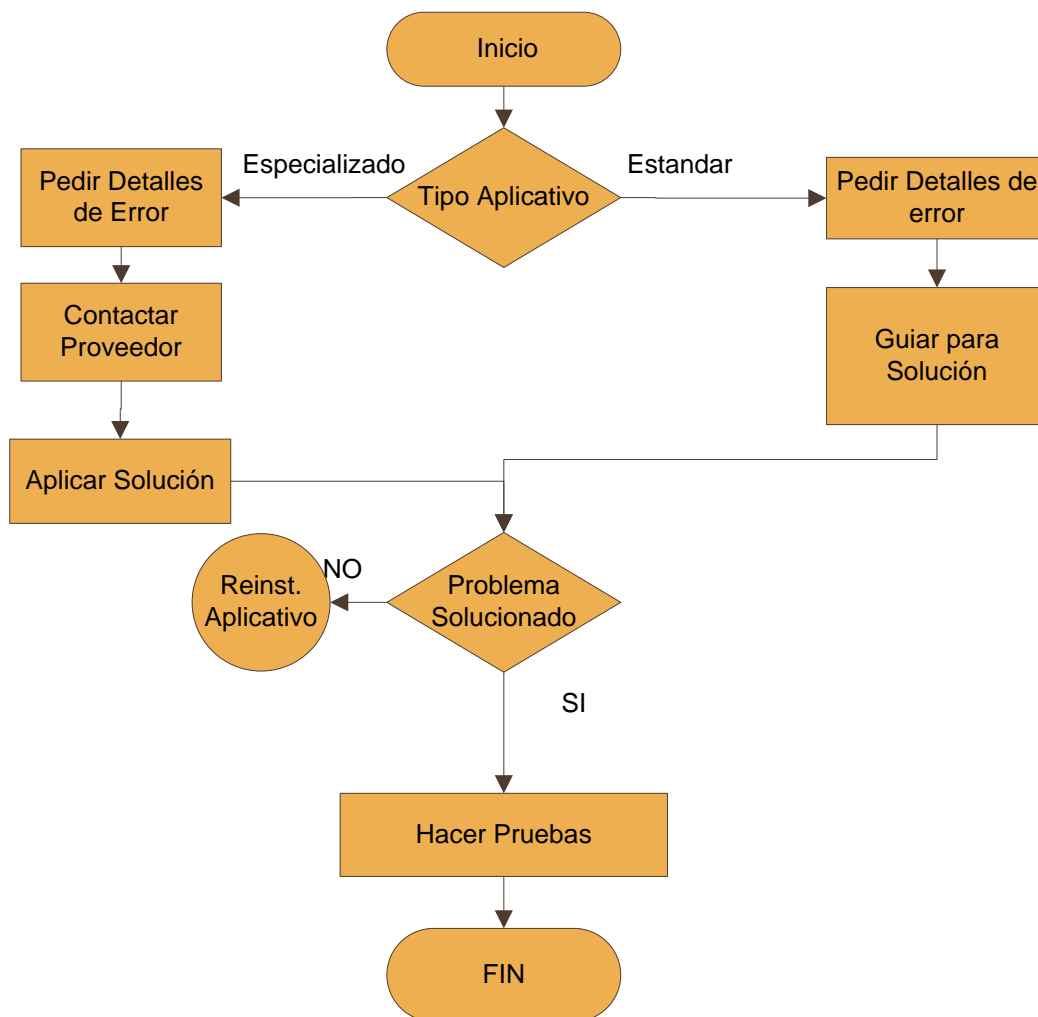 Inicio
Especializado
Estandar
Tipo Aplicativo
Pedir Detalles
de Error
Pedir Detalles de
error
Contactar
Proveedor
Guiar para
Solución
Aplicar Solución
NO
Reinst.
Aplicativo
Problema
Solucionado
SI
Hacer Pruebas
FIN